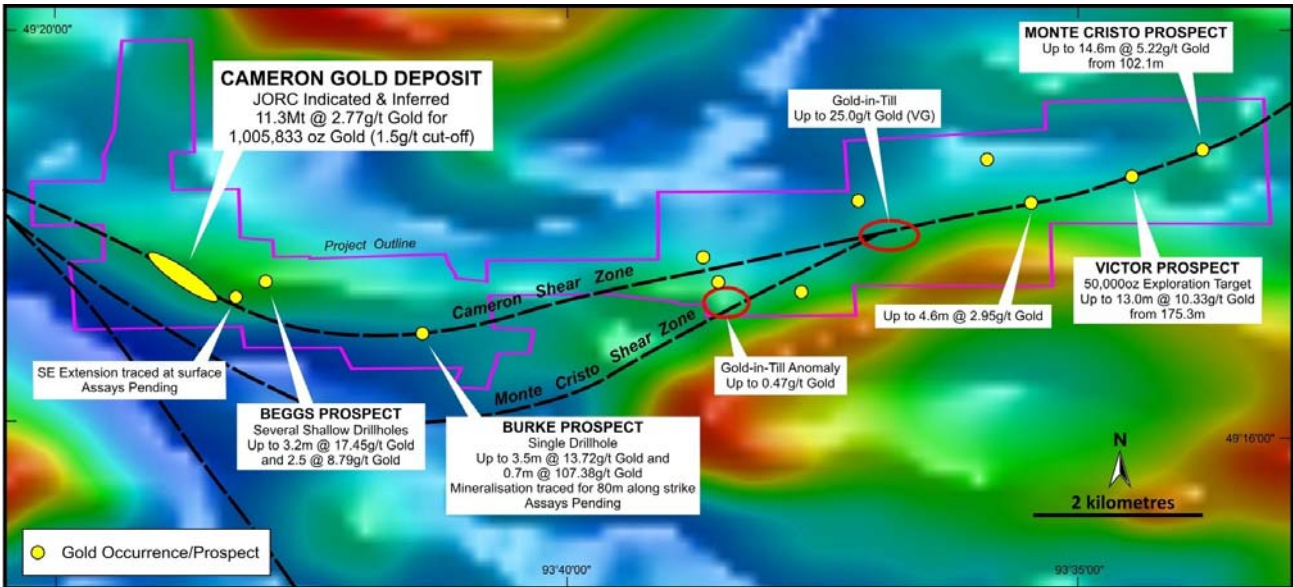 49°20'00"
MONTE CRISTO PROSPECT
Up to 14.6m @ 5.22g/t Gold
from 102.1m
CAMERON GOLD DEPOSIT
JORC Indicated & Inferred
11.3Mt @ 2.77g/t Gold for
1,005,833 oz Gold (1.5g/t cut-off)
Gold-in-Till
Up to 25.0g/t Gold (VG)
Project Outline
Cameron Shear Zone
Monte Cristo Shear Zone
VICTOR PROSPECT
50,000oz Exploration Target
Up to 13.0m @ 10.33g/t Gold
from 175.3m
Up to 4.6m @ 2.95g/t Gold
SE Extension traced at surface
Assays Pending
Gold-in-Till Anomaly
Up to 0.47g/t Gold
BEGGS PROSPECT
Several Shallow Drillholes
Up to 3.2m @ 17.45g/t Gold
and 2.5 @ 8.79g/t Gold
BURKE PROSPECT
Single Drillhole
Up to 3.5m @ 13.72g/t Gold and
0.7m @ 107.38g/t Gold
Mineralisation traced for 80m along strike
Assays Pending
49°16'00"
N
2 kilometres
Gold Occurrence/Prospect
93°40'00"
93°35'00"